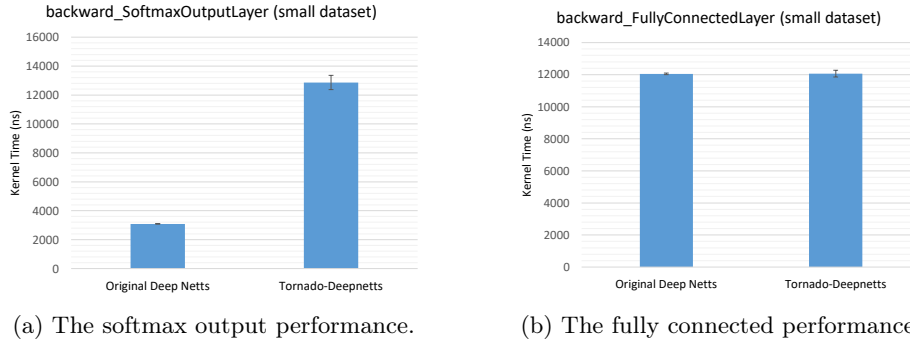 backward_SoftmaxOutputLayer (small dataset)
16000
14000
12000
10000
8000
6000
4000
2000
0
Kernel Time (ns)
Original Deep Netts
Tornado-Deepnetts
(a) The softmax output performance.
backward_FullyConnectedLayer (small dataset)
14000
12000
10000
8000
6000
4000
2000
0
Kernel Time (ns)
Original Deep Netts
Tornado-Deepnetts
(b) The fully connected performance